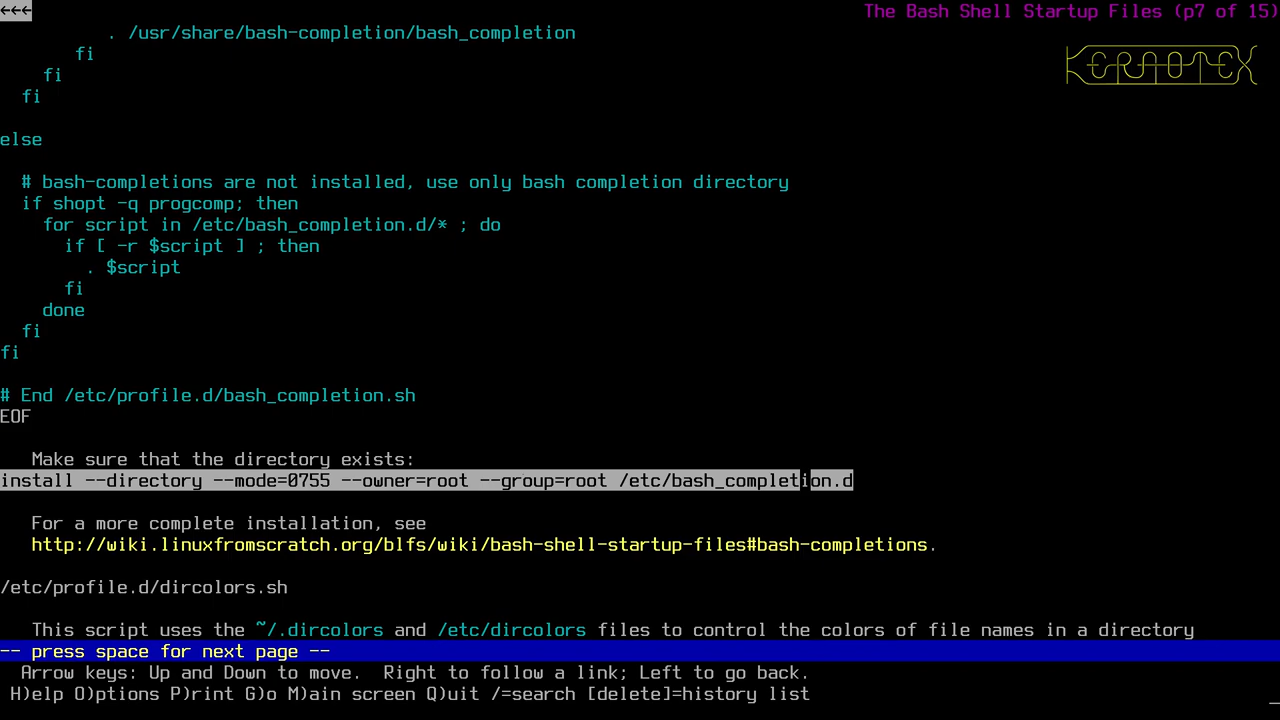 ←←← The Bash Shell Startup Files (p7 of 15)
. /usr/share/bash-completion/bash_completion
KERNOTEX
fi
fi
fi
else
# bash-completions are not installed, use only bash completion directory
if shopt -q progcomp; then
for script in /etc/bash_completion.d/* ; do
if [ -r $script ] ; then
. $script
fi
done
fi
fi
# End /etc/profile.d/bash_completion.sh
EOF
Make sure that the directory exists:
install --directory --mode=0755 --owner=root --group=root /etc/bash_completion.d
For a more complete installation, see
http://wiki.linuxfromscratch.org/blfs/wiki/bash-shell-startup-files#bash-completions.
/etc/profile.d/dircolors.sh
This script uses the ~/.dircolors and /etc/dircolors files to control the colors of file names in a directory
-- press space for next page --
Arrow keys: Up and Down to move. Right to follow a link; Left to go back.
H)elp O)ptions P)rint G)o M)ain screen Q)uit /=search [delete]=history list